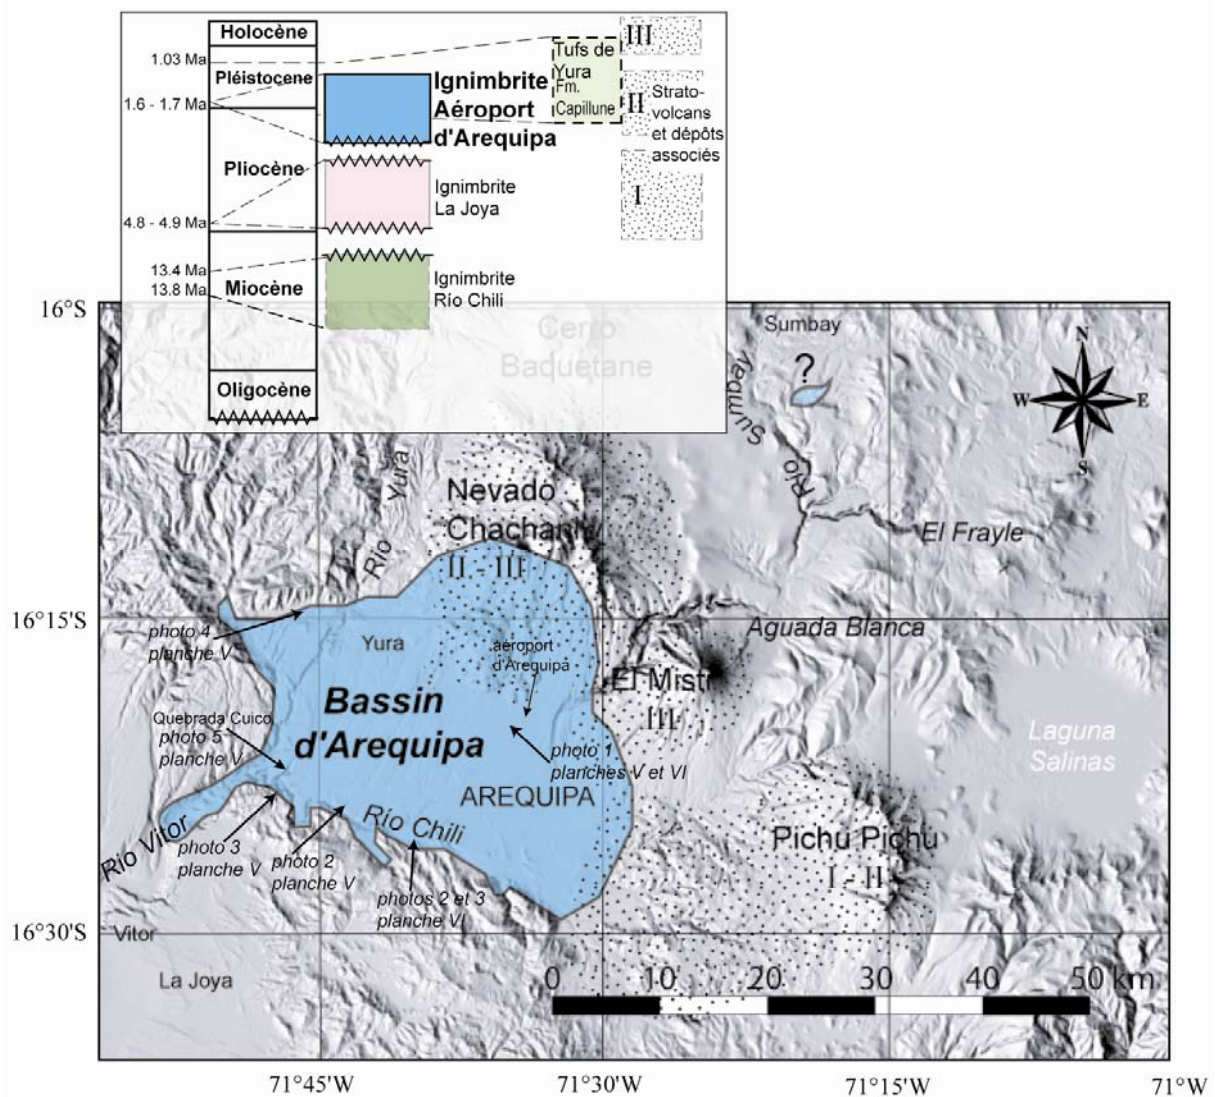 Holocène
1.03 Ma
Pléistocene
1.6 - 1.7 Ma
Pliocène
4.8 - 4.9 Ma
13.4 Ma
13.8 Ma
Miocène
Oligocène
Ignimbrite
Aéroport
d'Arequipa
Ignimbrite
La Joya
Ignimbrite
Río Chili
Tufs de
Yura
Fm.
Capillune
III
II
I
Strato-
volcans
et dépôts
associés
16°S
Cerro
Baquetane
Sumbay
?
Río Sumbay
N
W
E
S
Río Yura
Nevado
Chachani
II - III
El Frayle
16°15'S
photo 4
planche V
Yura
aéroport
d'Arequipa
Aguada Blanca
El Misti
III
Bassin
d'Arequipa
Quebrada Cuico
photo 5
planche V
photo 1
planches V et VI
Laguna
Salinas
AREQUIPA
Río Chili
Río Vitor
photo 3
planche V
photo 2
planche V
Pichu Pichu
I - II
photos 2 et 3
planche VI
16°30'S
Vitor
La Joya
0 10 20 30 40 50 km
71°45'W
71°30'W
71°15'W
71°W